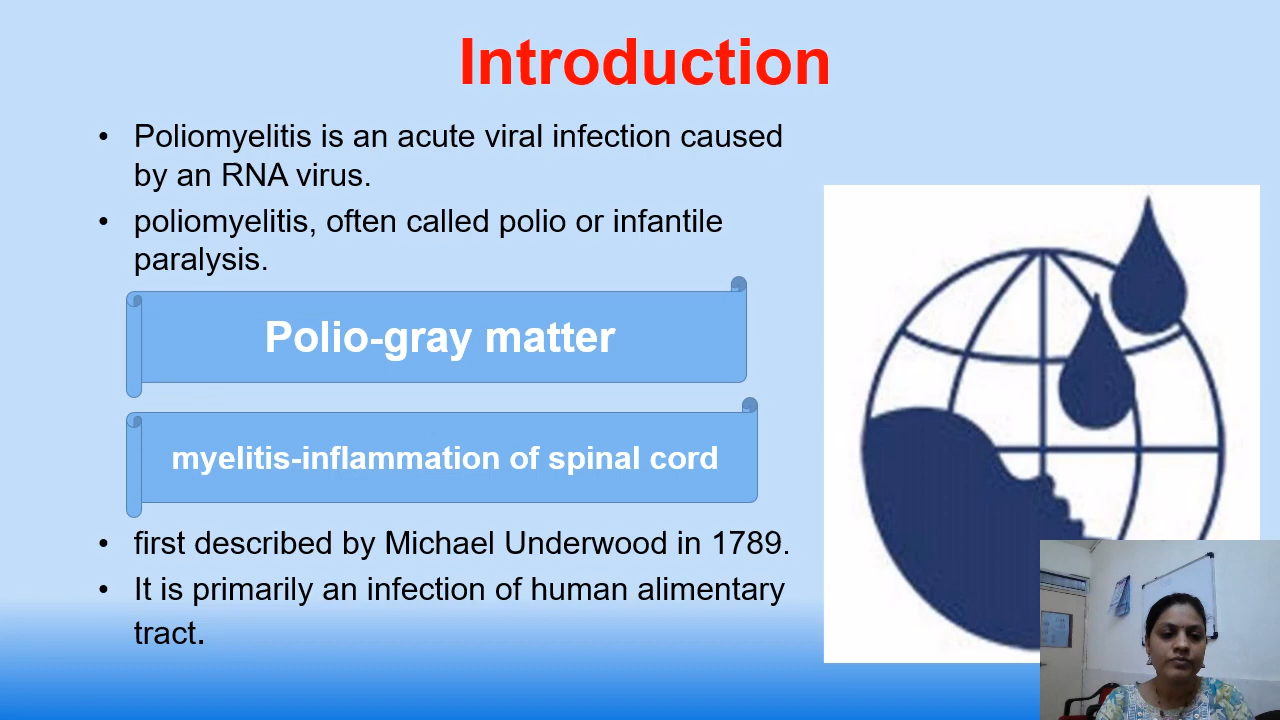 Introduction
• Poliomyelitis is an acute viral infection caused
by an RNA virus.
• poliomyelitis, often called polio or infantile
paralysis.
Polio-gray matter
myelitis-inflammation of spinal cord
• first described by Michael Underwood in 1789.
• It is primarily an infection of human alimentary
tract.